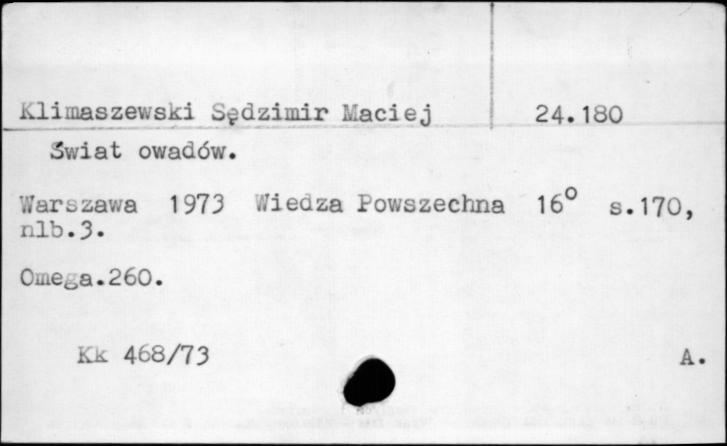 Klimaszewski Sędzimir Maciej 24.180
Świat owadów.
Warszawa 1973 Wiedza Powszechna 16° s.170,
nlb.3.
Omega.260.
Kk 468/73 A.